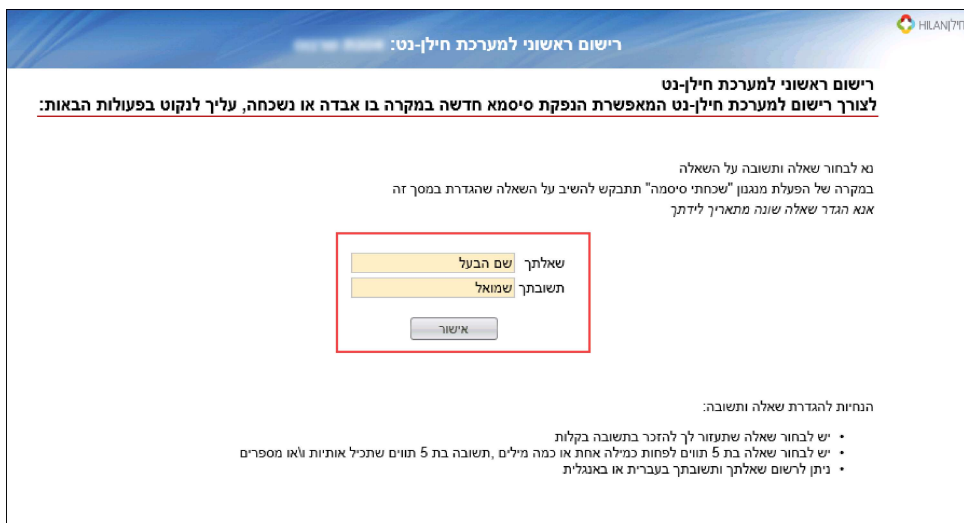 HILAN|חילן
רישום ראשוני למערכת חילן-נט:
רישום ראשוני למערכת חילן-נט
לצורך רישום למערכת חילן-נט המאפשרת הנפקת סיסמא חדשה במקרה בו אבדה או נשכחה, עליך לנקוט בפעולות הבאות:
נא לבחור שאלה ותשובה על השאלה
במקרה של הפעלת מנגנון "שכחתי סיסמה" תתבקש להשיב על השאלה שהגדרת במסך זה
אנא הגדר שאלה שונה מתאריך לידתך
שאלתך שם הבעל
תשובתך שמואל
אישור
הנחיות להגדרת שאלה ותשובה:
• יש לבחור שאלה שתעזור לך להזכר בתשובה בקלות
• יש לבחור שאלה בת 5 תווים לפחות כמילה אחת או כמה מילים ,תשובה בת 5 תווים שתכיל אותיות ו\או מספרים
• ניתן לרשום שאלתך ותשובתך בעברית או באנגלית